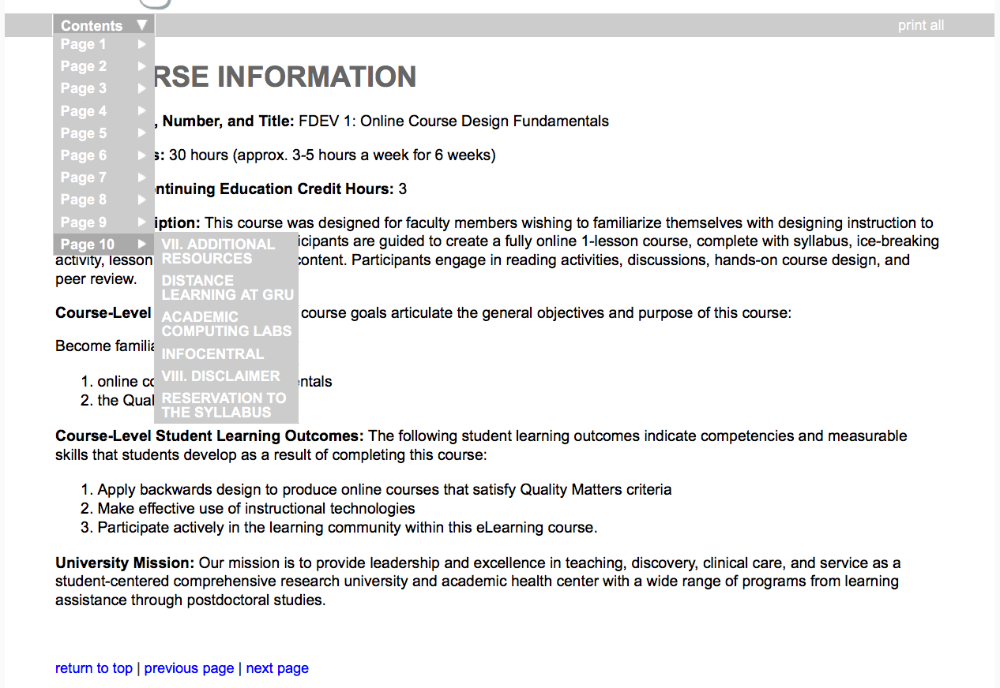 Contents ▼
print all
Page 1
Page 2
Page 3
Page 4
Page 5
Page 6
Page 7
Page 8
Page 9
Page 10
VII. ADDITIONAL
RESOURCES
DISTANCE
LEARNING AT GRU
ACADEMIC
COMPUTING LABS
INFOCENTRAL
VIII. DISCLAIMER
RESERVATION TO
THE SYLLABUS
RSE INFORMATION
, Number, and Title: FDEV 1: Online Course Design Fundamentals
s: 30 hours (approx. 3-5 hours a week for 6 weeks)
ntinuing Education Credit Hours: 3
iption: This course was designed for faculty members wishing to familiarize themselves with designing instruction to
icipants are guided to create a fully online 1-lesson course, complete with syllabus, ice-breaking
activity, lesson content. Participants engage in reading activities, discussions, hands-on course design, and
peer review.
Course-Level course goals articulate the general objectives and purpose of this course:
Become familia
1. online co entals
2. the Qual
Course-Level Student Learning Outcomes: The following student learning outcomes indicate competencies and measurable
skills that students develop as a result of completing this course:
1. Apply backwards design to produce online courses that satisfy Quality Matters criteria
2. Make effective use of instructional technologies
3. Participate actively in the learning community within this eLearning course.
University Mission: Our mission is to provide leadership and excellence in teaching, discovery, clinical care, and service as a
student-centered comprehensive research university and academic health center with a wide range of programs from learning
assistance through postdoctoral studies.
return to top | previous page | next page